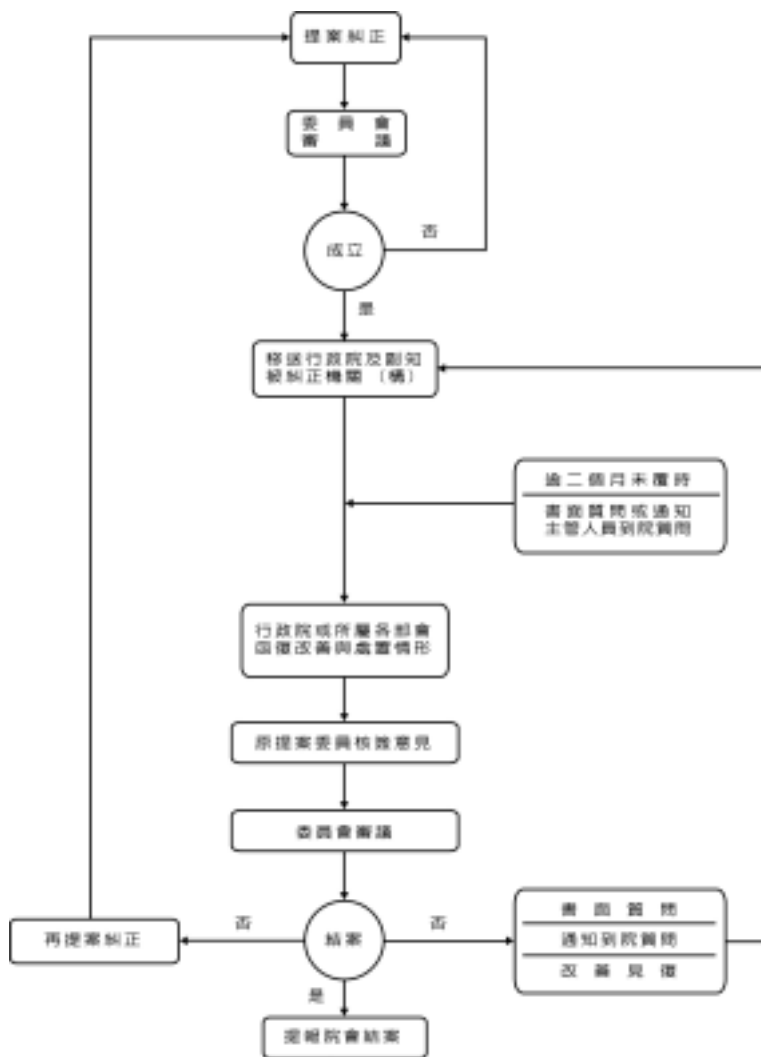 提案糾正
委員會
審議
成立
否
是
移送行政院及副知
被糾正機關（構）
逾二個月未覆時
書面質問或通知
主管人員到院質問
行政院或所屬各部會
函復改善與處置情形
原提案委員核簽意見
委員會審議
否
結案
否
再提案糾正
書面質問
通知到院質問
改善見復
是
提報院會結案